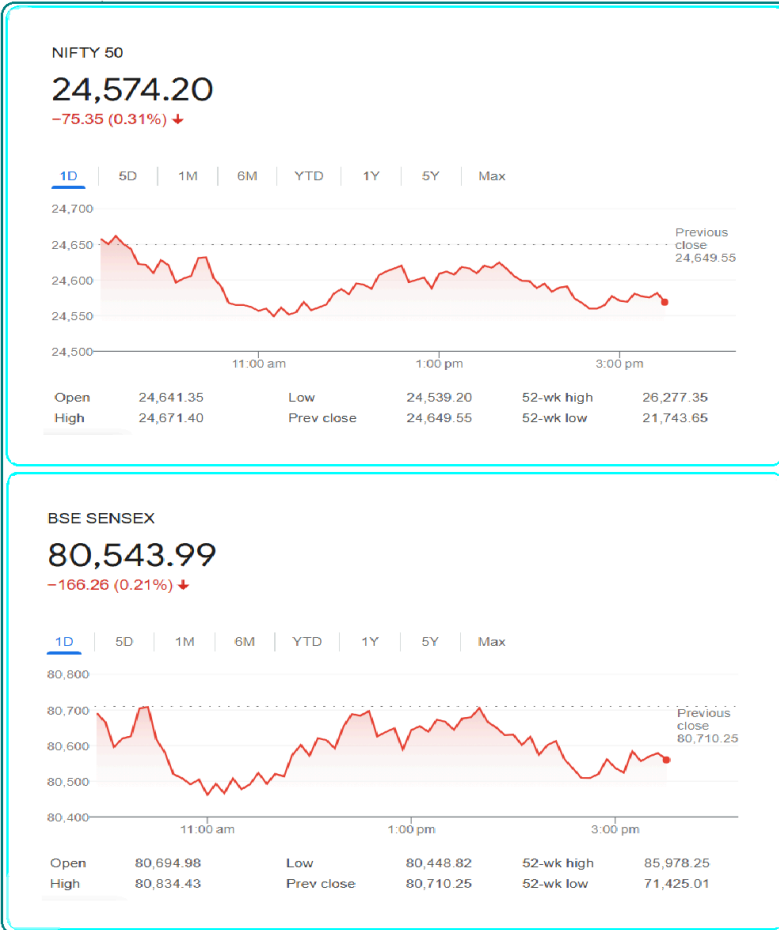 NIFTY 50
24,574.20
−75.35 (0.31%) ↓
1D 5D 1M 6M YTD 1Y 5Y Max
24,700
Previous
24,650
close
24,649.55
24,600
24,550
24,500
11:00 am 1:00 pm 3:00 pm
Open 24,641.35 Low 24,539.20 52-wk high 26,277.35
High 24,671.40 Prev close 24,649.55 52-wk low 21,743.65
BSE SENSEX
80,543.99
−166.26 (0.21%) ↓
1D 5D 1M 6M YTD 1Y 5Y Max
80,800
80,700
Previous
close
80,710.25
80,600
80,500
80,400
11:00 am 1:00 pm 3:00 pm
Open 80,694.98 Low 80,448.82 52-wk high 85,978.25
High 80,834.43 Prev close 80,710.25 52-wk low 71,425.01